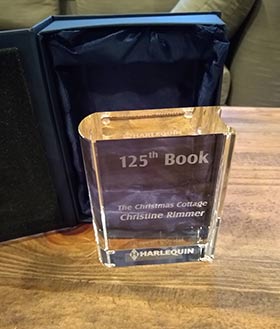 125th Book
The Christmas Cottage
Christine Rimmer
HARLEQUIN